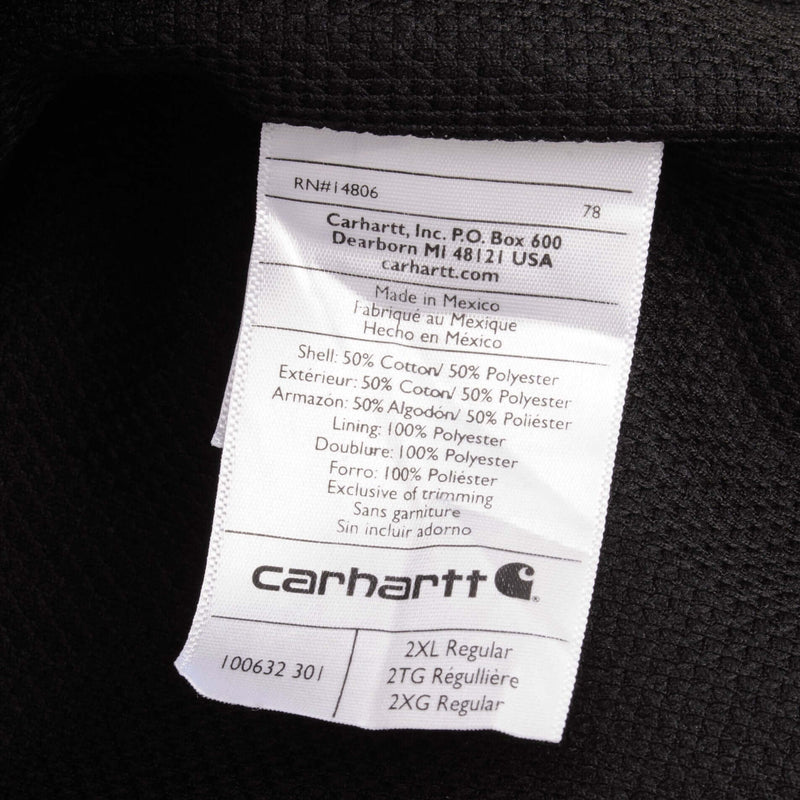 RN#14806
78
Carhartt, Inc. P.O. Box 600
Dearborn MI 48121 USA
carhartt.com
Made in Mexico
Fabriqué au Mexique
Hecho en México
Shell: 50% Cotton/ 50% Polyester
Extérieur: 50% Coton/ 50% Polyester
Armazón: 50% Algodón/ 50% Poliéster
Lining: 100% Polyester
Doublure: 100% Polyester
Forro: 100% Poliéster
Exclusive of trimming
Sans garniture
Sin incluir adorno
carhartt
100632 301
2XL Regular
2TG Régullière
2XG Regular